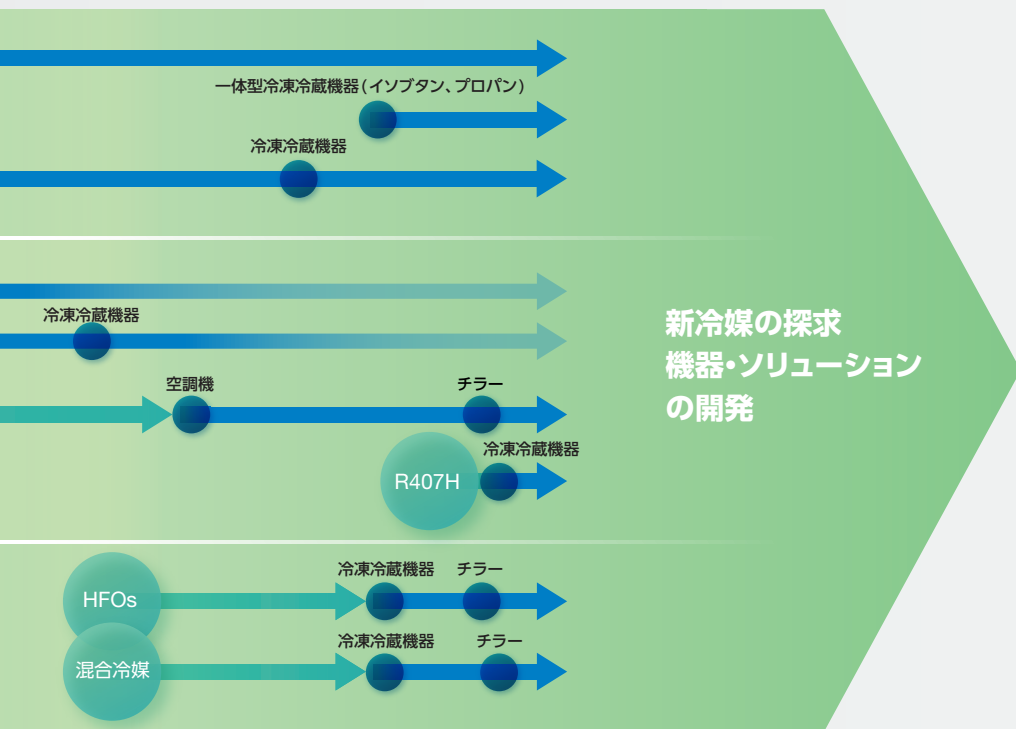 一体型冷凍冷蔵機器(イソブタン、プロパン)
冷凍冷蔵機器
冷凍冷蔵機器
空調機
チラー
R407H
冷凍冷蔵機器
新冷媒の探求
機器・ソリューション
の開発
HFOs
冷凍冷蔵機器
チラー
混合冷媒
冷凍冷蔵機器
チラー